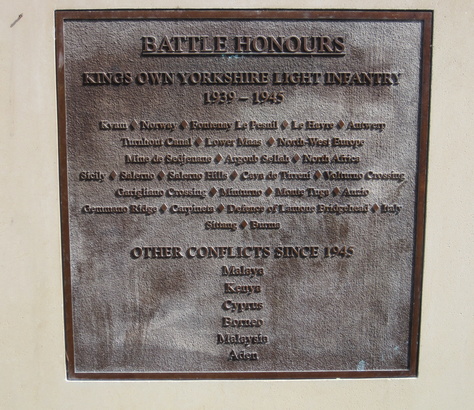 BATTLE HONOURS
KINGS OWN YORKSHIRE LIGHT INFANTRY
1939 – 1945
Kvam ♦ Norway ♦ Fontenay Le Pesnil ♦ Le Havre ♦ Antwerp
Turnhout Canal ♦ Lower Maas ♦ North-West Europe
Mine de Sedjenane ♦ Argoub Sellah ♦ North Africa
Sicily ♦ Salerno ♦ Salerno Hills ♦ Cava de Tirreni ♦ Volturno Crossing
Garigliano Crossing ♦ Minturno ♦ Monte Tuga ♦ Anzio
Gemmano Ridge ♦ Carpineta ♦ Defence of Lamone Bridgehead ♦ Italy
Sittang ♦ Burma
OTHER CONFLICTS SINCE 1945
Malaya
Kenya
Cyprus
Borneo
Malaysia
Aden